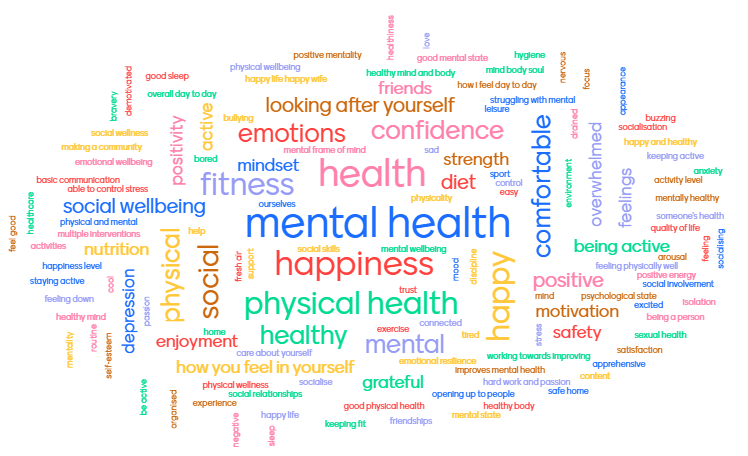 healthiness
love
positive mentality
good mental state
hygiene
nervous
physical wellbeing
healthy mind and body
mind body soul
focus
appearance
demotivated
good sleep
happy life happy wife
friends
how i feel day to day
bravery
overall day to day
looking after yourself
struggling with mental
leisure
drained
buzzing
socialisation
social wellness
positivity
active
bullying
emotions
confidence
comfortable
overwhelmed
happy and healthy
making a community
mental frame of mind
sad
keeping active
emotional wellbeing
bored
mindset
health
strength
environment
feelings
anxiety
basic communication
able to control stress
fitness
diet
sport
control
easy
activity level
healthcare
social wellbeing
ourselves
physicality
mentally healthy
feel good
physical and mental
mental health
someone's health
multiple interventions
help
quality of life
activities
nutrition
physical
social
social skills
mental wellbeing
being active
feeling
socialising
happiness level
fresh air
support
happiness
mood
discipline
happy
arousal
feeling physically well
staying active
cool
depression
positive
positive energy
social involvement
feeling down
passion
trust
mind
psychological state
isolation
physical health
motivation
excited
healthy mind
connected
being a person
mentality
routine
self-esteem
home
healthy
exercise
tired
stress
safety
sexual health
enjoyment
mental
care about yourself
working towards improving
satisfaction
how you feel in yourself
emotional resilience
improves mental health
apprehensive
be active
organised
physical wellness
socialise
grateful
hard work and passion
content
social relationships
opening up to people
safe home
experience
good physical health
healthy body
negative
sleep
happy life
keeping fit
friendships
mental state